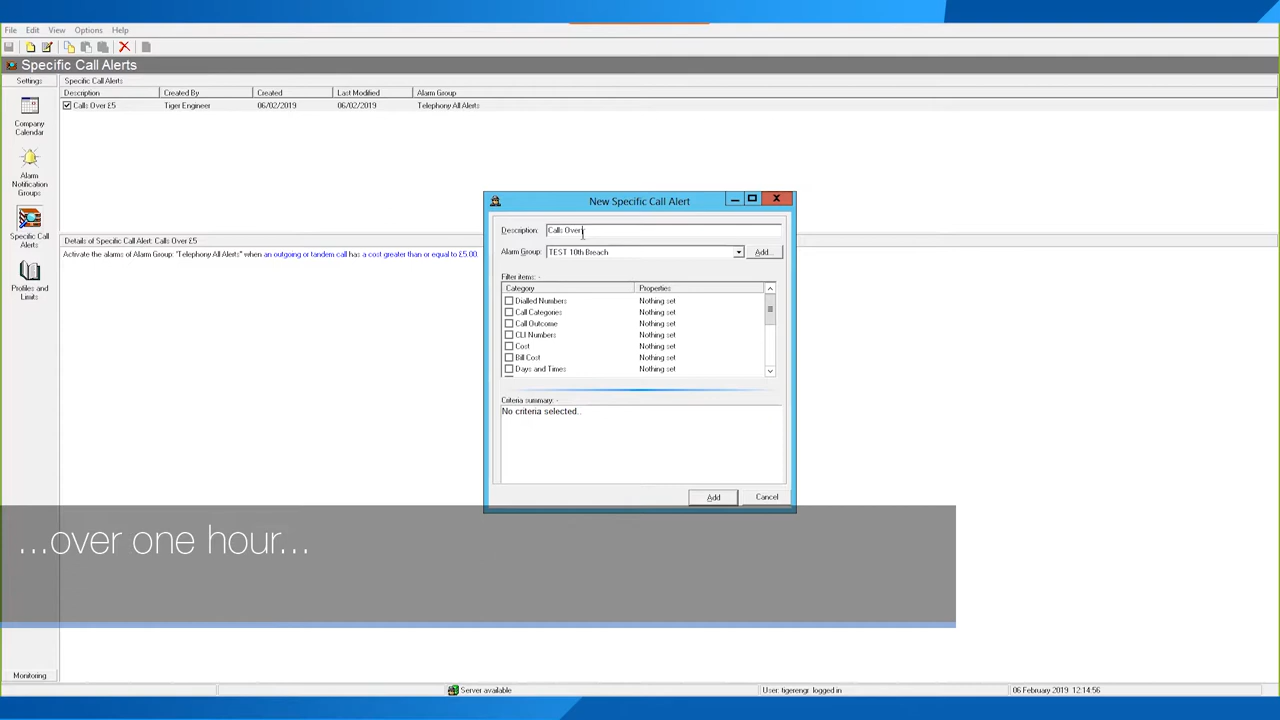 File Edit View Options Help
Specific Call Alerts
Settings
Specific Call Alerts
Description Created By Created Last Modified Alarm Group
Calls Over £5 Tiger Engineer 06/02/2019 06/02/2019 Telephony All Alerts
Company
Calendar
Alarm
Notification
Groups
Specific Call
Alerts
Profiles and
Limits
Details of Specific Call Alert: Calls Over £5
Activate the alarms of Alarm Group: "Telephony All Alerts" when an outgoing or tandem call has a cost greater than or equal to £5.00.
New Specific Call Alert
Description: Calls Over
Alarm Group: TEST 10th Breach Add...
Filter items: -
Category Properties
Dialled Numbers Nothing set
Call Categories Nothing set
Call Outcome Nothing set
CLI Numbers Nothing set
Cost Nothing set
Bill Cost Nothing set
Days and Times Nothing set
Criteria summary: -
No criteria selected..
Add Cancel
...over one hour...
Monitoring
Server available User: tigerengr logged in 06 February 2019 12:14:56